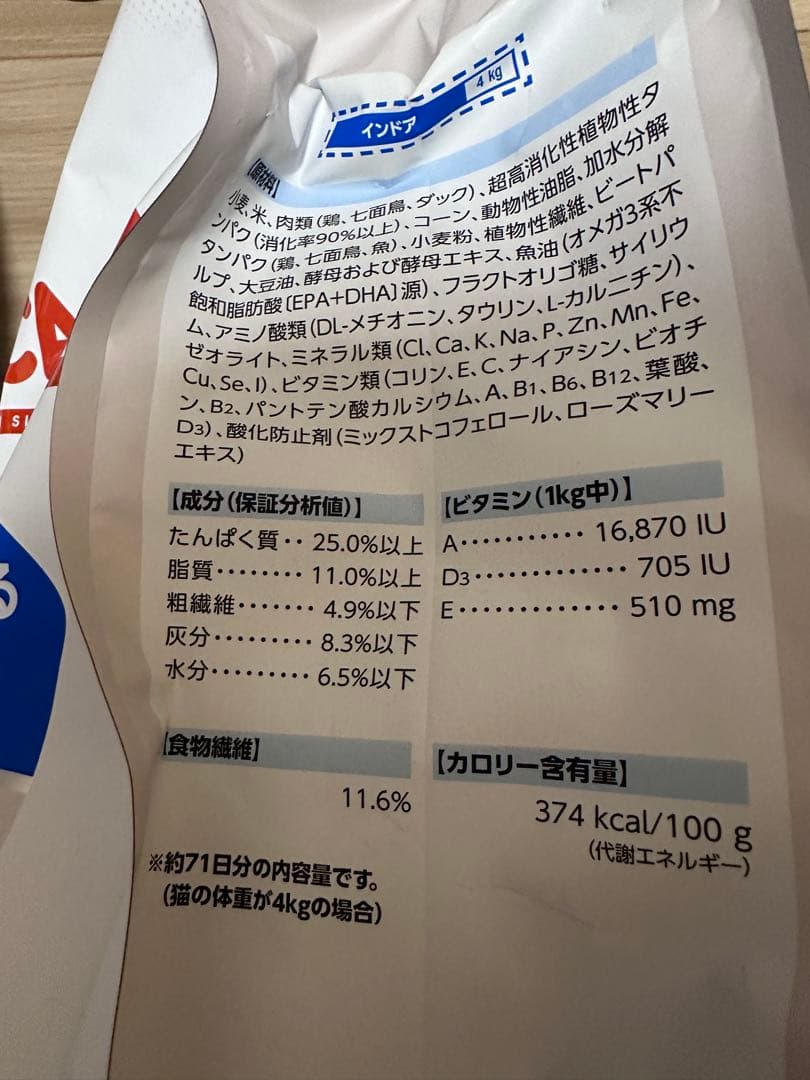 インドア 4 kg
【原材料】
小麦、米、肉類（鶏、七面鳥、ダック）、超高消化性植物性タ
ンパク（消化率90%以上）、コーン、動物性油脂、加水分解
タンパク（鶏、七面鳥、魚）、小麦粉、植物性繊維、ビートパ
ルプ、大豆油、酵母および酵母エキス、魚油（オメガ3系不
飽和脂肪酸〔EPA+DHA〕源）、フラクトオリゴ糖、サイリウ
ム、アミノ酸類（DL-メチオニン、タウリン、L-カルニチン）、
ゼオライト、ミネラル類（Cl、Ca、K、Na、P、Zn、Mn、Fe、
Cu、Se、I）、ビタミン類（コリン、E、C、ナイアシン、ビオチ
ン、B2、パントテン酸カルシウム、A、B1、B6、B12、葉酸、
D3）、酸化防止剤（ミックストコフェロール、ローズマリー
エキス）
【成分（保証分析値）】
たんぱく質‥ 25.0%以上
脂質‥‥‥‥ 11.0%以上
粗繊維‥‥‥ 4.9%以下
灰分‥‥‥‥ 8.3%以下
水分‥‥‥‥ 6.5%以下
【ビタミン（1kg中）】
A‥‥‥‥‥ 16,870 IU
D3‥‥‥‥‥ 705 IU
E‥‥‥‥‥ 510 mg
【食物繊維】
11.6%
【カロリー含有量】
374 kcal/100 g
（代謝エネルギー）
※約71日分の内容量です。
（猫の体重が4kgの場合）
る